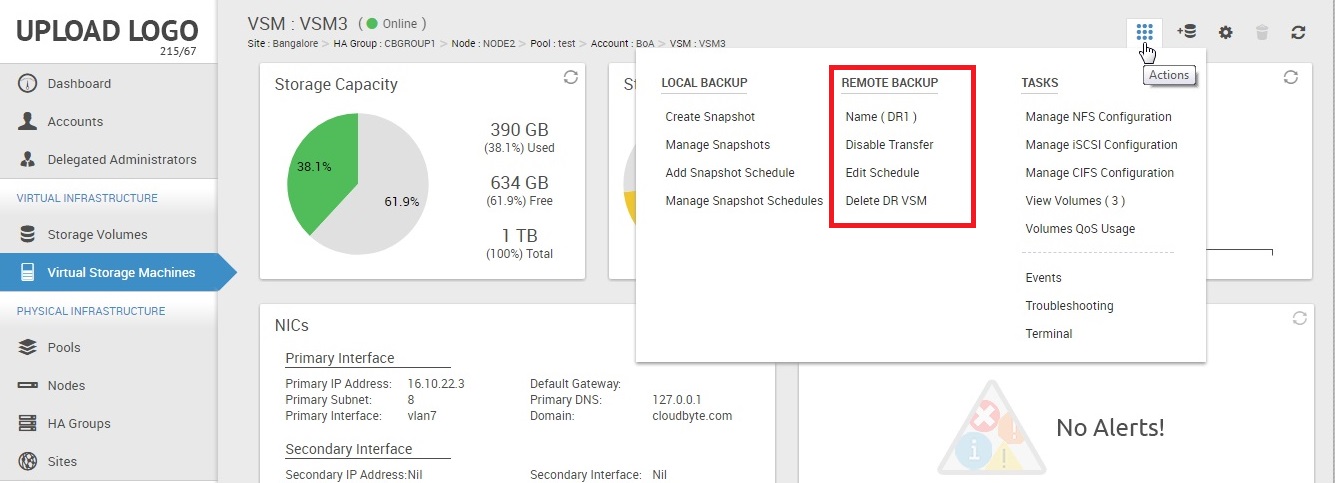 UPLOAD LOGO
215/67
Dashboard
Accounts
Delegated Administrators
VIRTUAL INFRASTRUCTURE
Storage Volumes
Virtual Storage Machines
PHYSICAL INFRASTRUCTURE
Pools
Nodes
HA Groups
Sites
VSM : VSM3 ( Online )
Site : Bangalore > HA Group : CBGROUP1 > Node : NODE2 > Pool : test > Account : BoA > VSM : VSM3
Actions
Storage Capacity
38.1%
61.9%
390 GB
(38.1%) Used
634 GB
(61.9%) Free
1 TB
(100%) Total
LOCAL BACKUP
Create Snapshot
Manage Snapshots
Add Snapshot Schedule
Manage Snapshot Schedules
REMOTE BACKUP
Name ( DR1 )
Disable Transfer
Edit Schedule
Delete DR VSM
TASKS
Manage NFS Configuration
Manage iSCSI Configuration
Manage CIFS Configuration
View Volumes ( 3 )
Volumes QoS Usage
Events
Troubleshooting
Terminal
NICs
Primary Interface
Primary IP Address: 16.10.22.3 Default Gateway:
Primary Subnet: 8 Primary DNS: 127.0.0.1
Primary Interface: vlan7 Domain: cloudbyte.com
Secondary Interface
Secondary IP Address:Nil Secondary Interface: Nil
No Alerts!